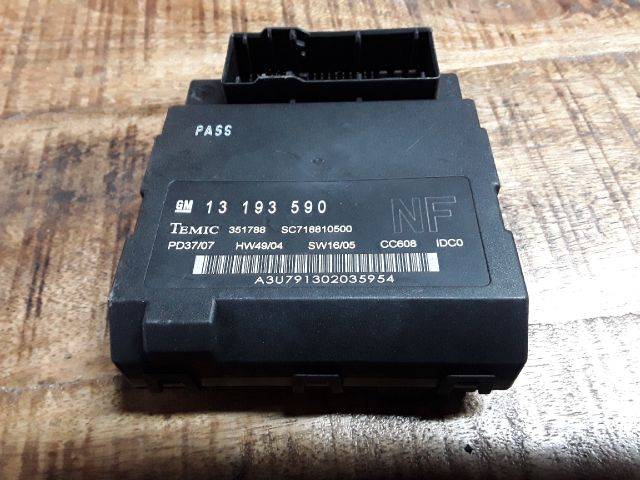 PASS
GM 13 193 590 NF
TEMIC 351788 SC718810500
PD37/07 HW49/04 SW16/05 CC608 IDC0
A3U791302035954